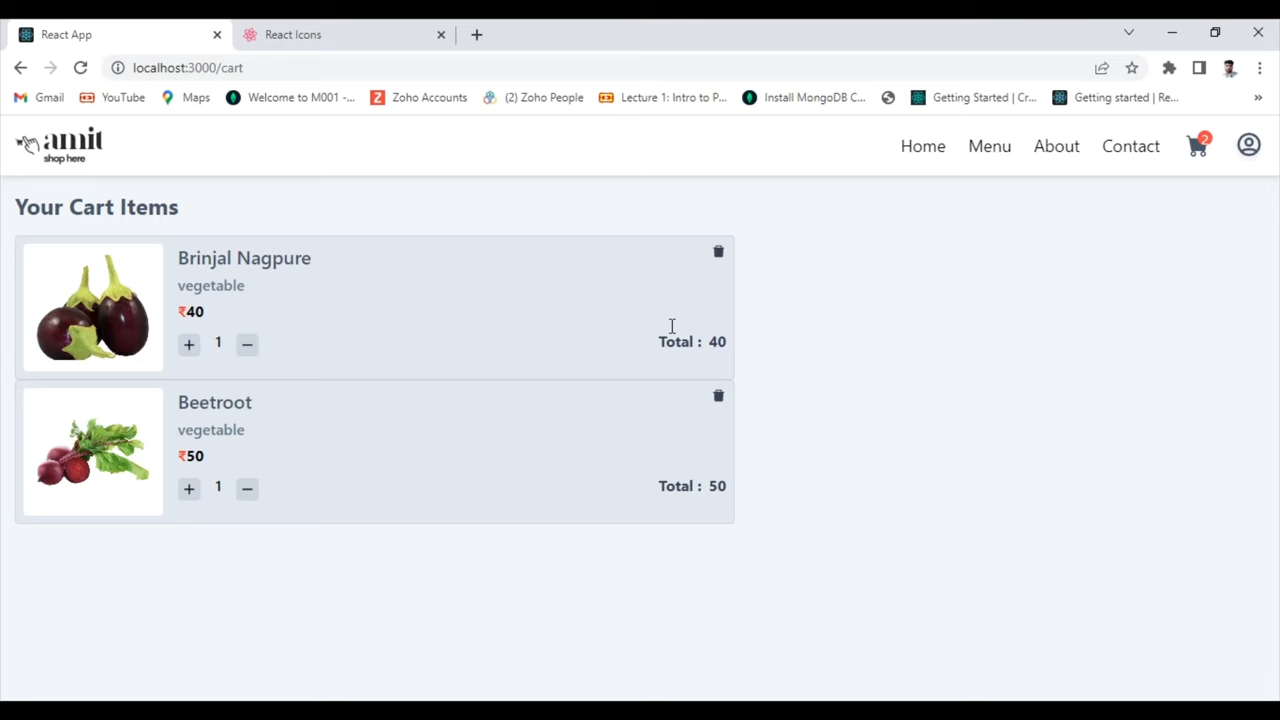 React App
React Icons
localhost:3000/cart
Gmail
YouTube
Maps
Welcome to M001 -...
Zoho Accounts
(2) Zoho People
Lecture 1: Intro to P...
Install MongoDB C...
Getting Started | Cr...
Getting started | Re...
amit
shop here
Home
Menu
About
Contact
2
Your Cart Items
Brinjal Nagpure
vegetable
₹40
+ 1 −
Total : 40
Beetroot
vegetable
₹50
+ 1 −
Total : 50